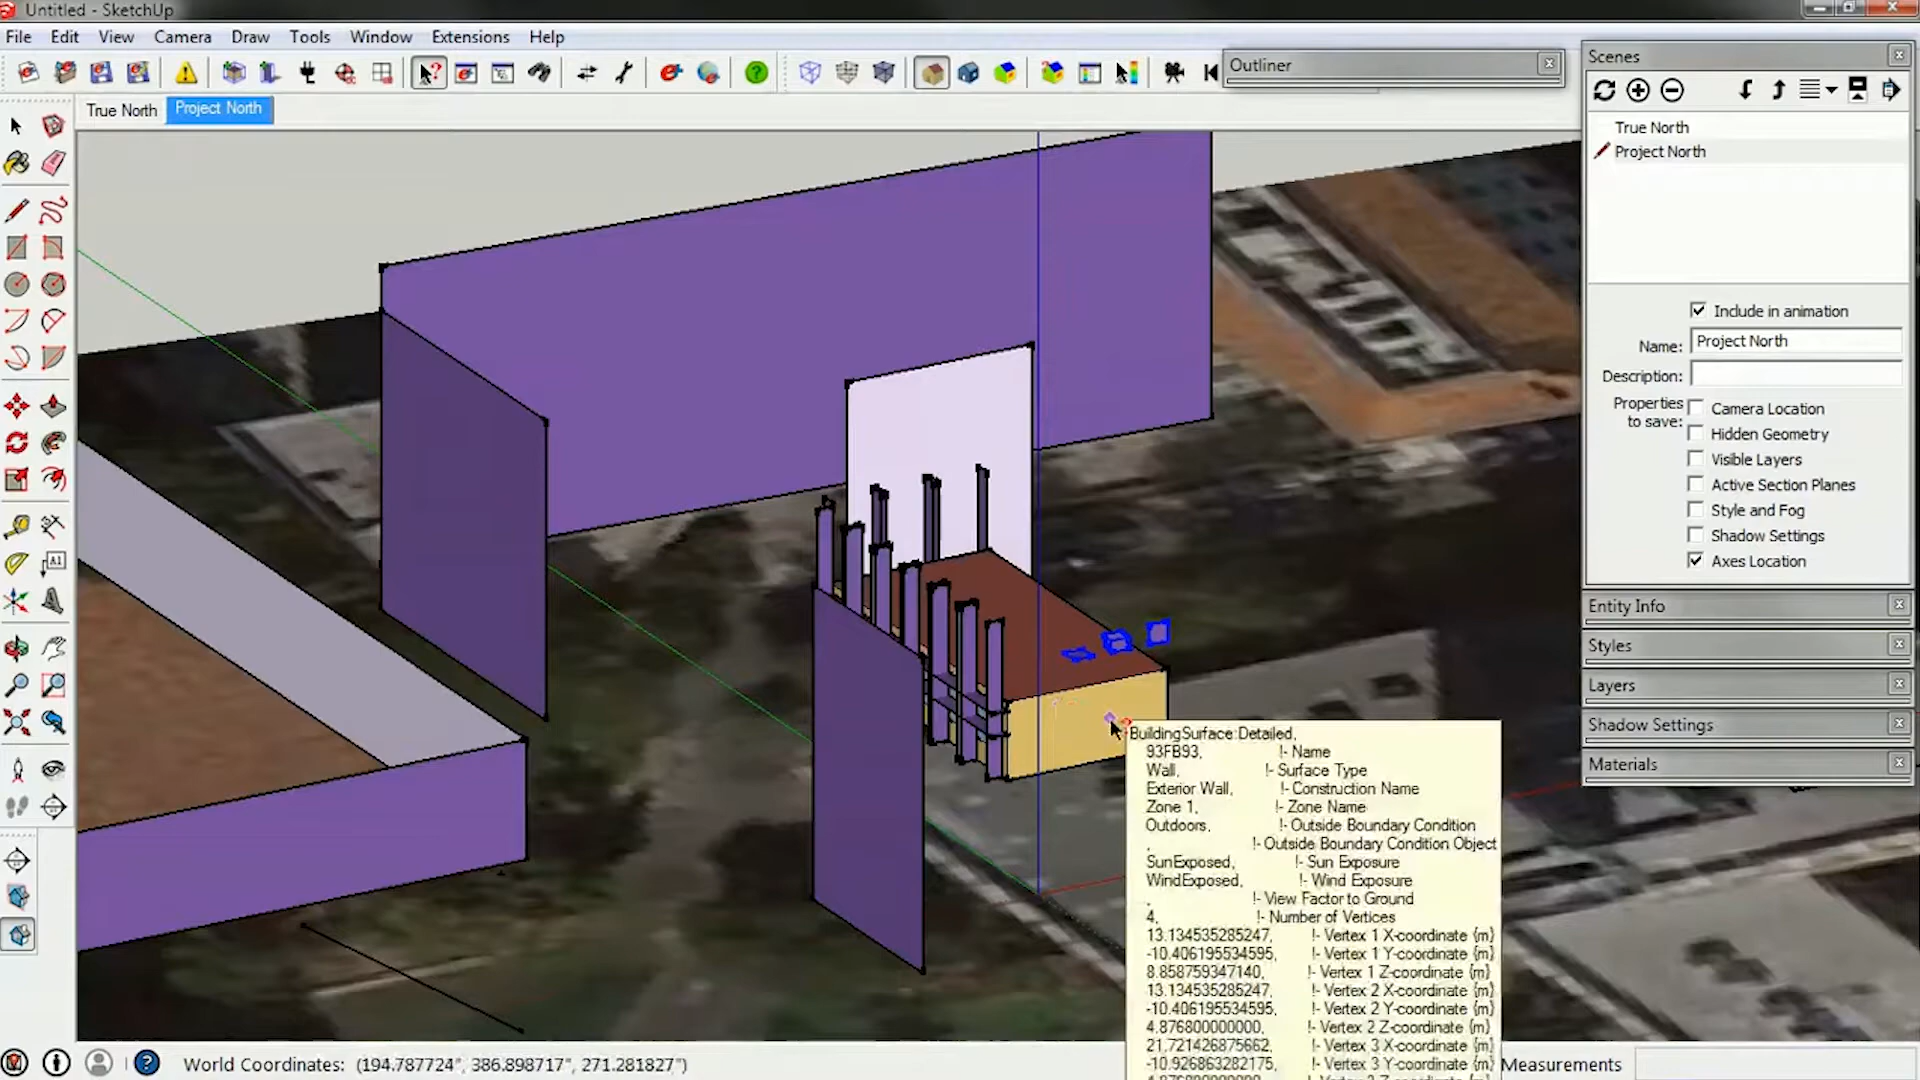 Untitled - SketchUp
File Edit View Camera Draw Tools Window Extensions Help
Outliner
Scenes
True North Project North
True North
Project North
Include in animation
Name: Project North
Description:
Properties to save:
Camera Location
Hidden Geometry
Visible Layers
Active Section Planes
Style and Fog
Shadow Settings
Axes Location
Entity Info
Styles
Layers
Shadow Settings
Materials
BuildingSurface:Detailed,
93FB93, !- Name
Wall, !- Surface Type
Exterior Wall, !- Construction Name
Zone 1, !- Zone Name
Outdoors, !- Outside Boundary Condition
, !- Outside Boundary Condition Object
SunExposed, !- Sun Exposure
WindExposed, !- Wind Exposure
, !- View Factor to Ground
4, !- Number of Vertices
13.134535285247, !- Vertex 1 X-coordinate {m}
-10.406195534595, !- Vertex 1 Y-coordinate {m}
8.858759347140, !- Vertex 1 Z-coordinate {m}
13.134535285247, !- Vertex 2 X-coordinate {m}
-10.406195534595, !- Vertex 2 Y-coordinate {m}
4.876800000000, !- Vertex 2 Z-coordinate {m}
21.721426875662, !- Vertex 3 X-coordinate {m}
-10.926863282175, !- Vertex 3 Y-coordinate {m}
World Coordinates: (194.787724", 386.898717", 271.281827")
Measurements